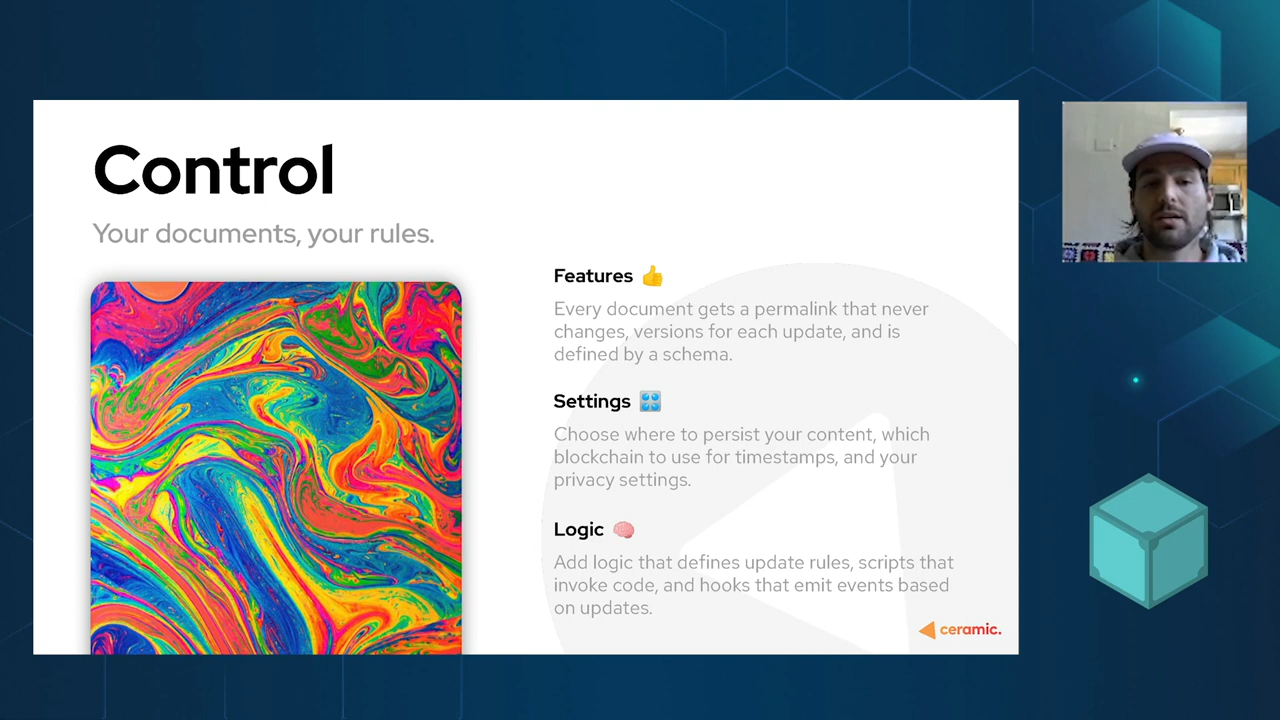 Control
Your documents, your rules.
Features 👍
Every document gets a permalink that never
changes, versions for each update, and is
defined by a schema.
Settings 🎛️
Choose where to persist your content, which
blockchain to use for timestamps, and your
privacy settings.
Logic 🧠
Add logic that defines update rules, scripts that
invoke code, and hooks that emit events based
on updates.
ceramic.